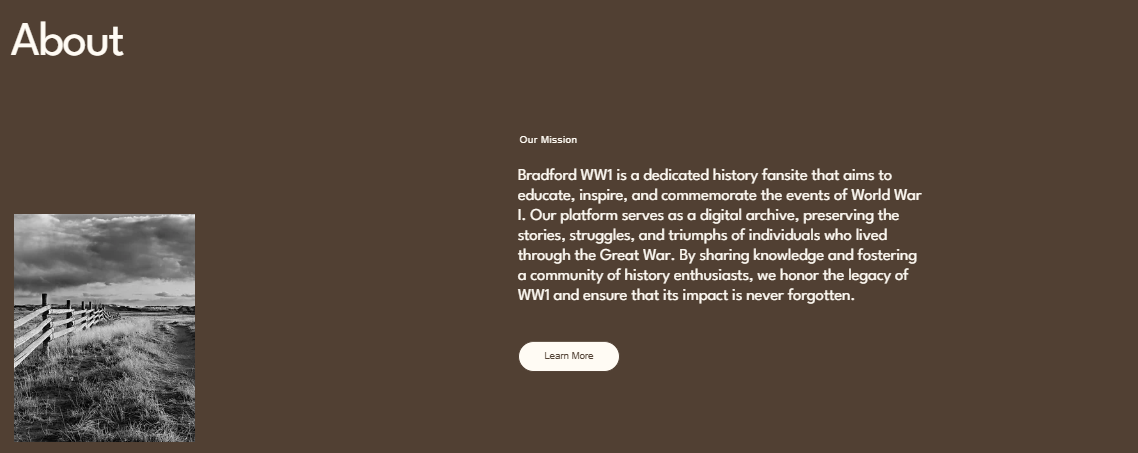 About
Our Mission
Bradford WW1 is a dedicated history fansite that aims to
educate, inspire, and commemorate the events of World War
I. Our platform serves as a digital archive, preserving the
stories, struggles, and triumphs of individuals who lived
through the Great War. By sharing knowledge and fostering
a community of history enthusiasts, we honor the legacy of
WW1 and ensure that its impact is never forgotten.
Learn More